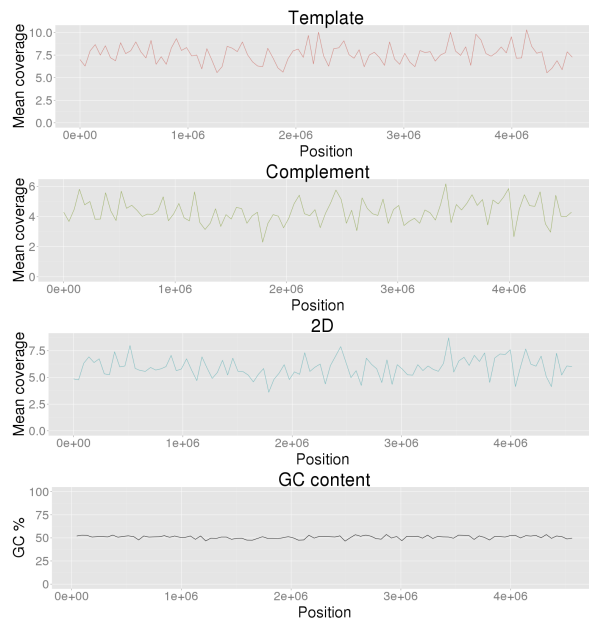 Template
Mean coverage
10.0
7.5
5.0
2.5
0.0
0e+00 1e+06 2e+06 3e+06 4e+06
Position
Complement
Mean coverage
6
4
2
0
0e+00 1e+06 2e+06 3e+06 4e+06
Position
2D
Mean coverage
7.5
5.0
2.5
0.0
0e+00 1e+06 2e+06 3e+06 4e+06
Position
GC content
GC %
100
75
50
25
0
0e+00 1e+06 2e+06 3e+06 4e+06
Position